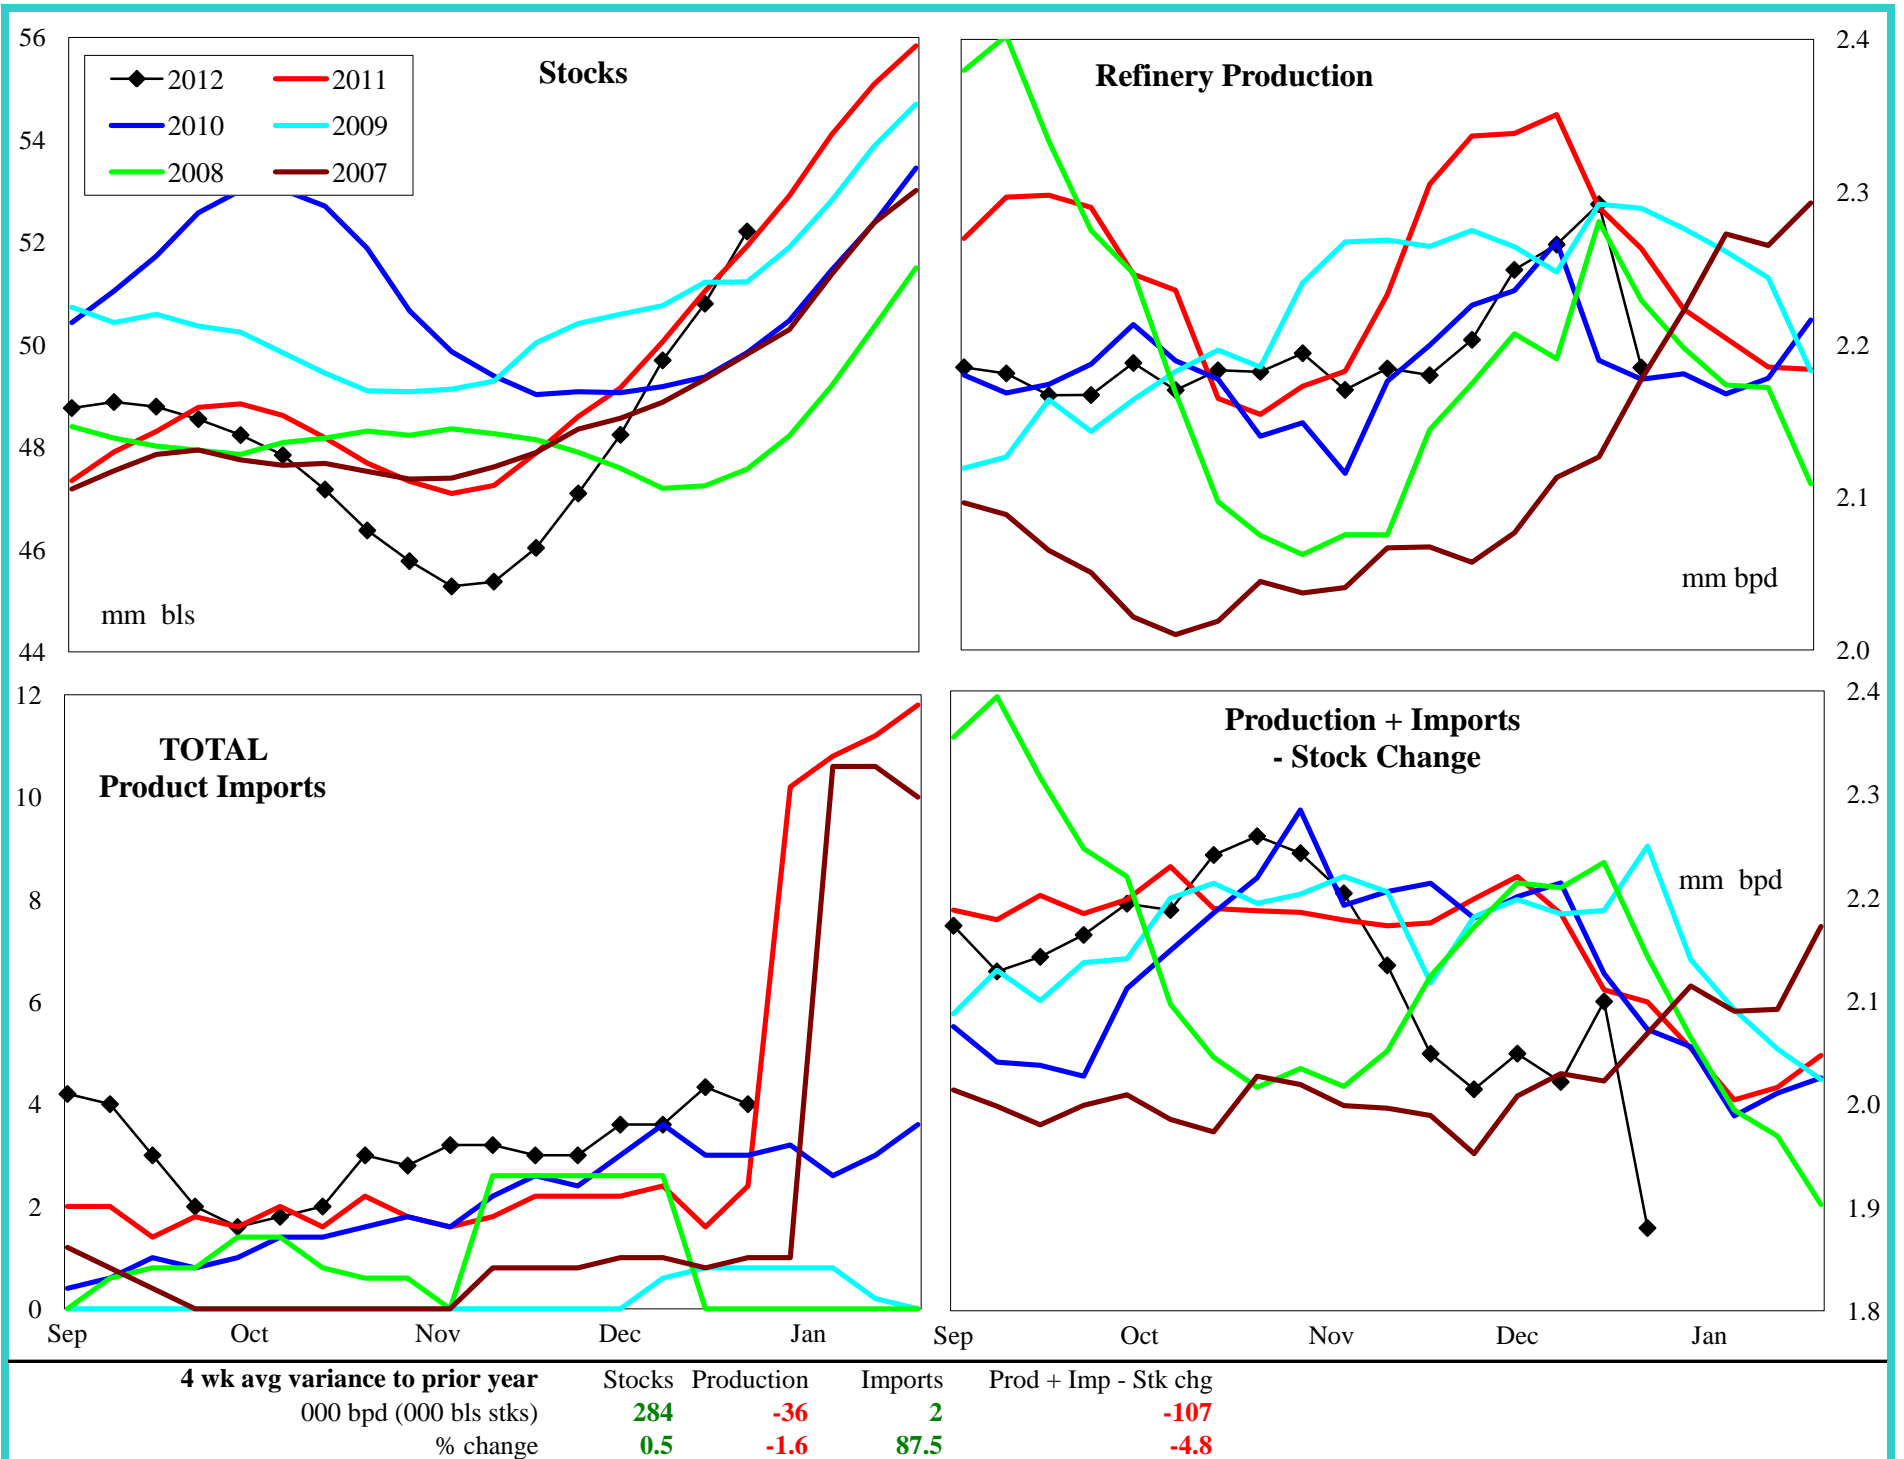 56
54
52
50
48
46
44
2012
2011
2010
2009
2008
2007
Stocks
mm bls
Refinery Production
mm bpd
2.4
2.3
2.2
2.1
2.0
12
10
8
6
4
2
0
TOTAL
Product Imports
Sep Oct Nov Dec Jan
Production + Imports
- Stock Change
mm bpd
2.4
2.3
2.2
2.1
2.0
1.9
1.8
Sep Oct Nov Dec Jan
4 wk avg variance to prior year Stocks Production Imports Prod + Imp - Stk chg
000 bpd (000 bls stks) 284 -36 2 -107
% change 0.5 -1.6 87.5 -4.8